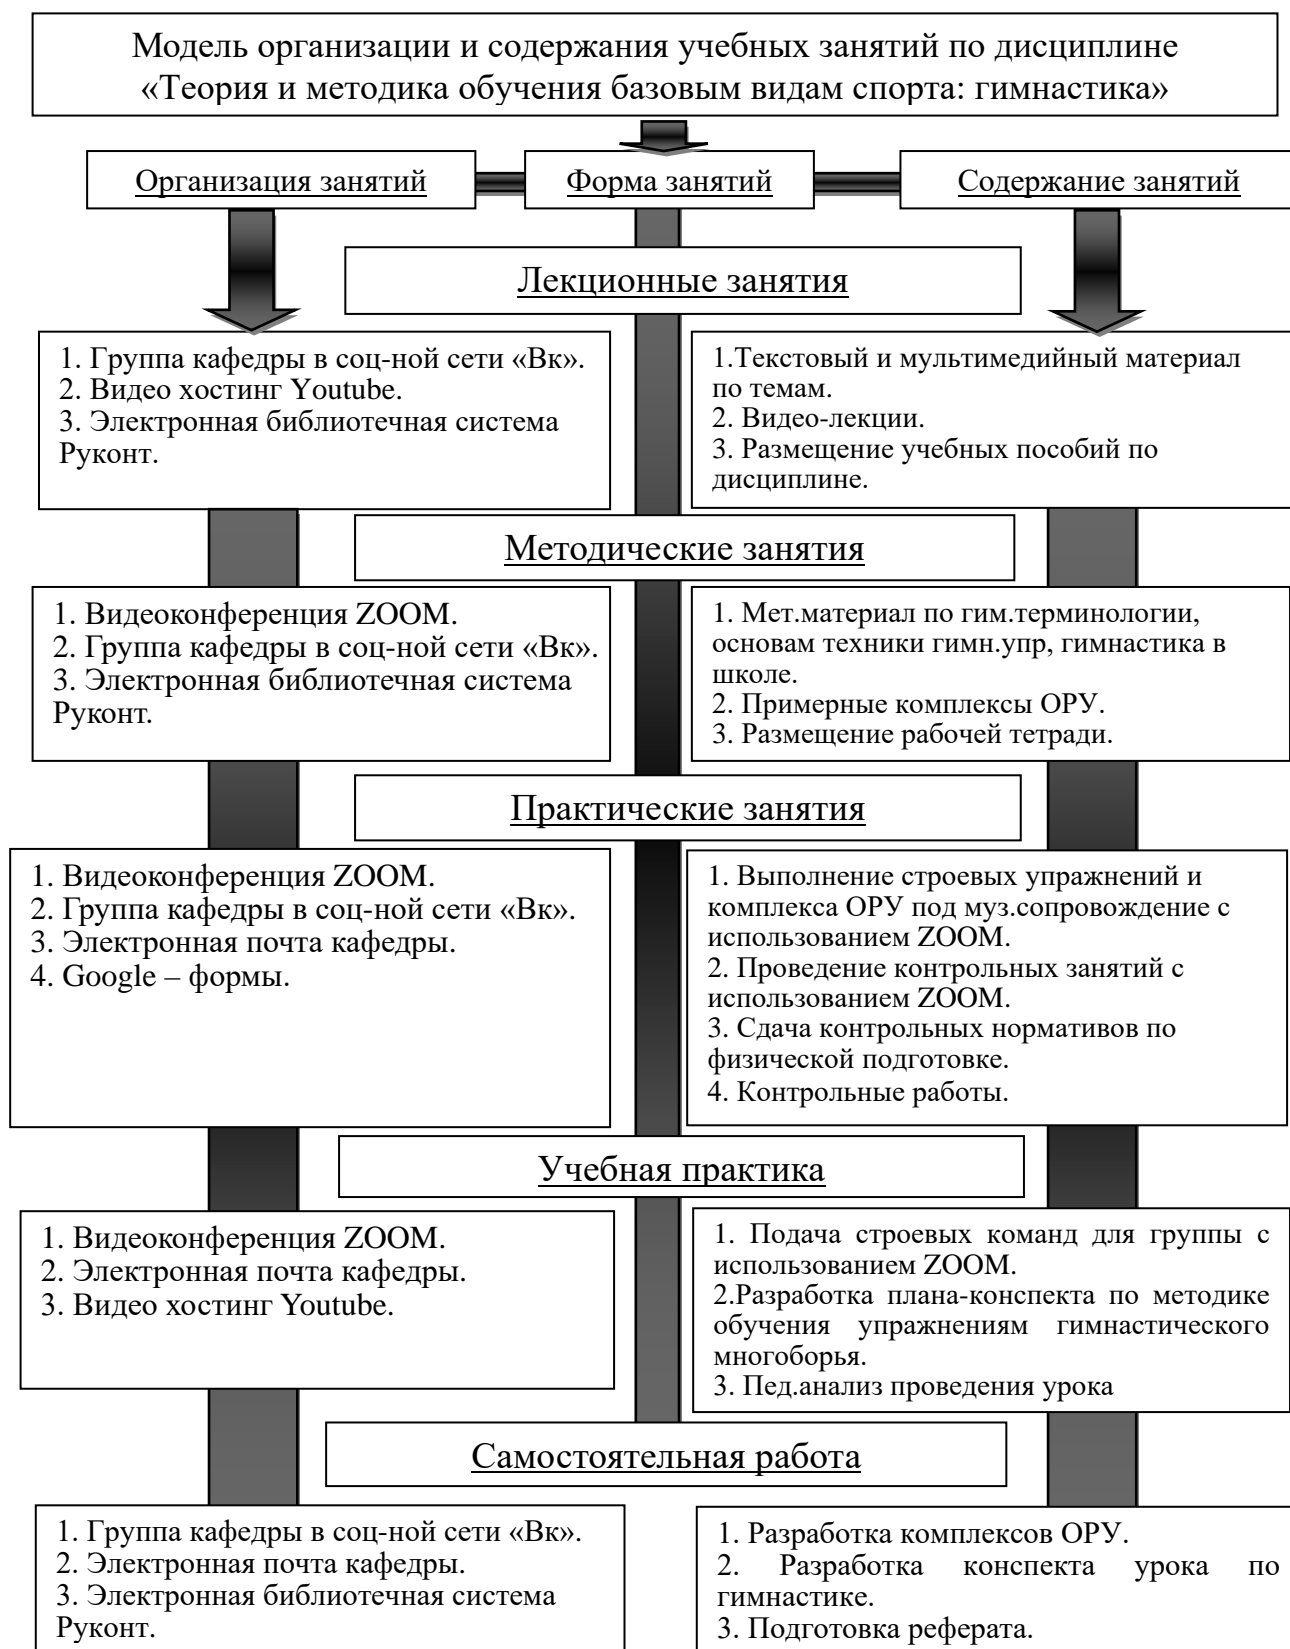 Модель организации и содержания учебных занятий по дисциплине
«Теория и методика обучения базовым видам спорта: гимнастика»
Организация занятий
Форма занятий
Содержание занятий
Лекционные занятия
1. Группа кафедры в соц-ной сети «Вк».
2. Видео хостинг Youtube.
3. Электронная библиотечная система
Руконт.
1.Текстовый и мультимедийный материал
по темам.
2. Видео-лекции.
3. Размещение учебных пособий по
дисциплине.
Методические занятия
1. Видеоконференция ZOOM.
2. Группа кафедры в соц-ной сети «Вк».
3. Электронная библиотечная система
Руконт.
1. Мет.материал по гим.терминологии,
основам техники гимн.упр, гимнастика в
школе.
2. Примерные комплексы ОРУ.
3. Размещение рабочей тетради.
Практические занятия
1. Видеоконференция ZOOM.
2. Группа кафедры в соц-ной сети «Вк».
3. Электронная почта кафедры.
4. Google – формы.
1. Выполнение строевых упражнений и
комплекса ОРУ под муз.сопровождение с
использованием ZOOM.
2. Проведение контрольных занятий с
использованием ZOOM.
3. Сдача контрольных нормативов по
физической подготовке.
4. Контрольные работы.
Учебная практика
1. Видеоконференция ZOOM.
2. Электронная почта кафедры.
3. Видео хостинг Youtube.
1. Подача строевых команд для группы с
использованием ZOOM.
2.Разработка плана-конспекта по методике
обучения упражнениям гимнастического
многоборья.
3. Пед.анализ проведения урока
Самостоятельная работа
1. Группа кафедры в соц-ной сети «Вк».
2. Электронная почта кафедры.
3. Электронная библиотечная система
Руконт.
1. Разработка комплексов ОРУ.
2. Разработка конспекта урока по
гимнастике.
3. Подготовка реферата.